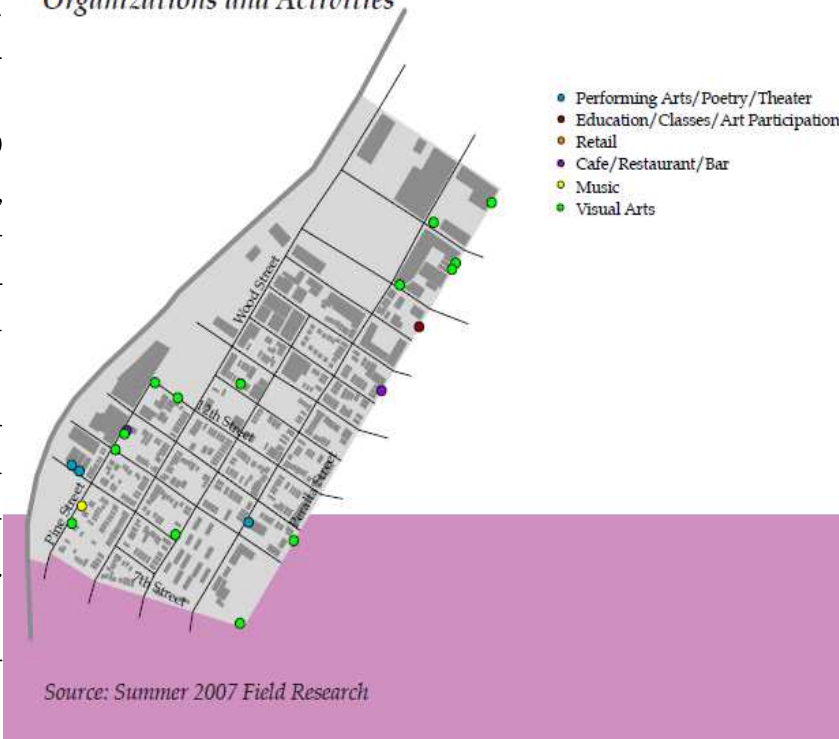 Organizations and Activities
Performing Arts/Poetry/Theater
Education/Classes/Art Participation
Retail
Cafe/Restaurant/Bar
Music
Visual Arts
Wood Street
12th Street
Peralta Street
Pine Street
7th Street
Source: Summer 2007 Field Research